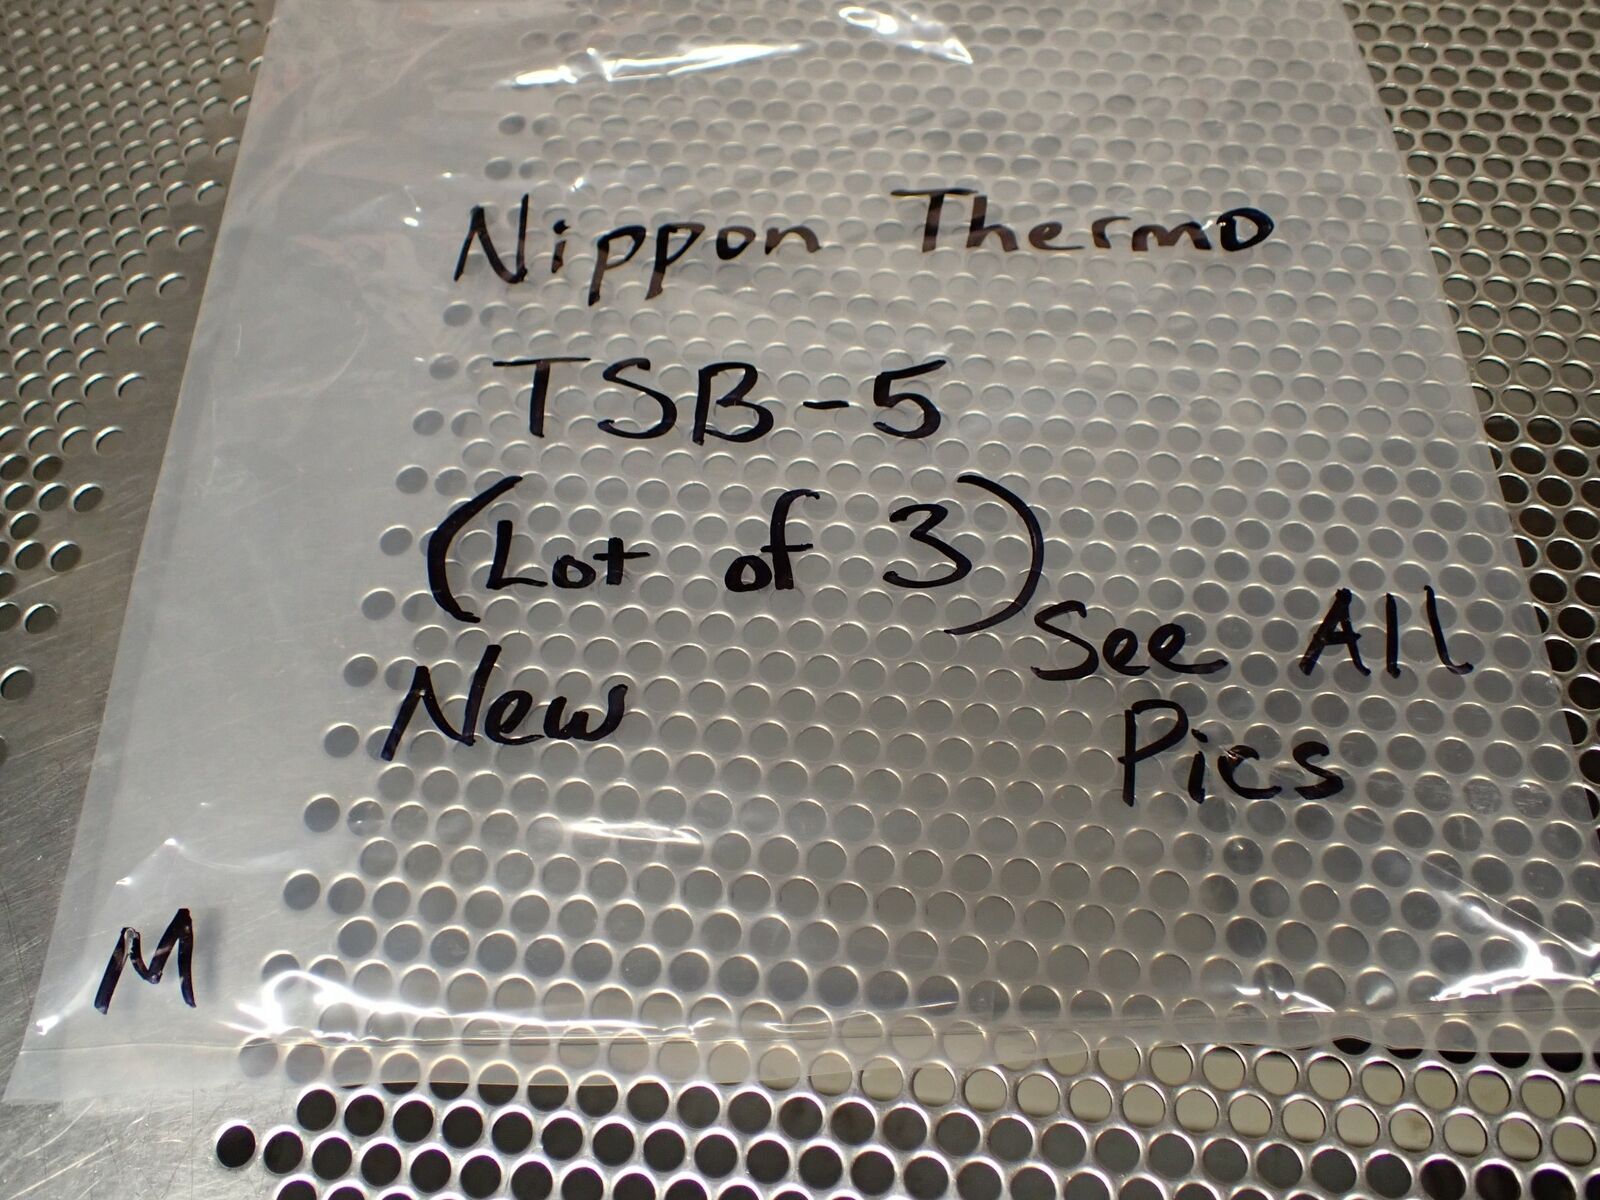 Nippon Thermo
TSB-5
(Lot of 3)
New
See All
Pics
M